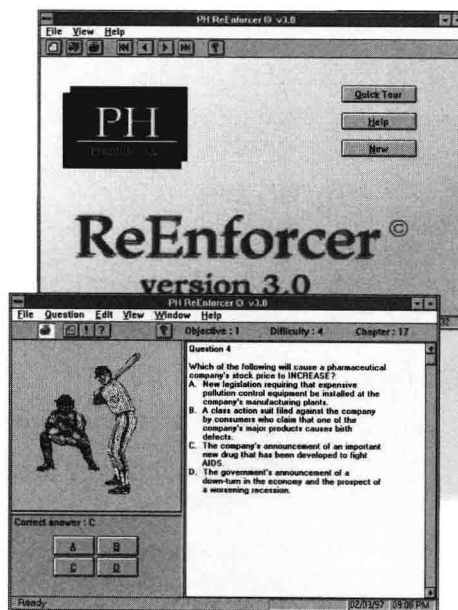 PH ReEnforcer © v3.0
File View Help
Quick Tour
Help
New
PH
ReEnforcer ©
version 3.0
PH ReEnforcer © v3.0
File Question Edit View Window Help
Objective : 1 Difficulty : 4 Chapter : 17
Question 4
Which of the following will cause a pharmaceutical
company's stock price to INCREASE?
A. New legislation requiring that expensive
pollution control equipment be installed at the
company's manufacturing plants.
B. A class action suit filed against the company
by consumers who claim that one of the
company's major products causes birth
defects.
C. The company's announcement of an important
new drug that has been developed to fight
AIDS.
D. The government's announcement of a
down-turn in the economy and the prospect of
a worsening recession.
Correct answer : C
A B
C D
Ready 02/03/97 09:06 PM